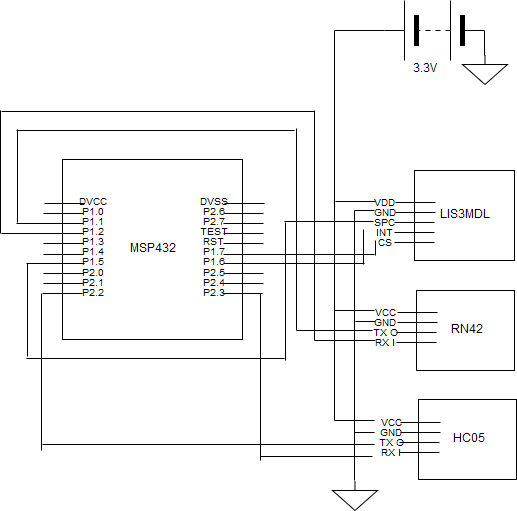 3.3V
MSP432
DVCC
P1.0
P1.1
P1.2
P1.3
P1.4
P1.5
P2.0
P2.1
P2.2
DVSS
P2.6
P2.7
TEST
RST
P1.7
P1.6
P2.5
P2.4
P2.3
VDD
GND
SPC
INT
CS
LIS3MDL
VCC
GND
TX O
RX I
RN42
VCC
GND
TX O
RX I
HC05